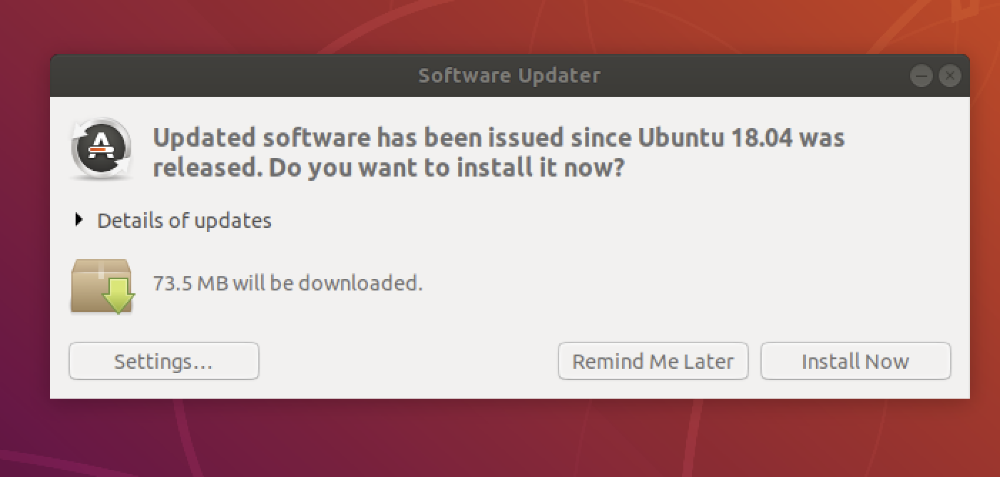 Software Updater
Updated software has been issued since Ubuntu 18.04 was
released. Do you want to install it now?
Details of updates
73.5 MB will be downloaded.
Settings…
Remind Me Later
Install Now